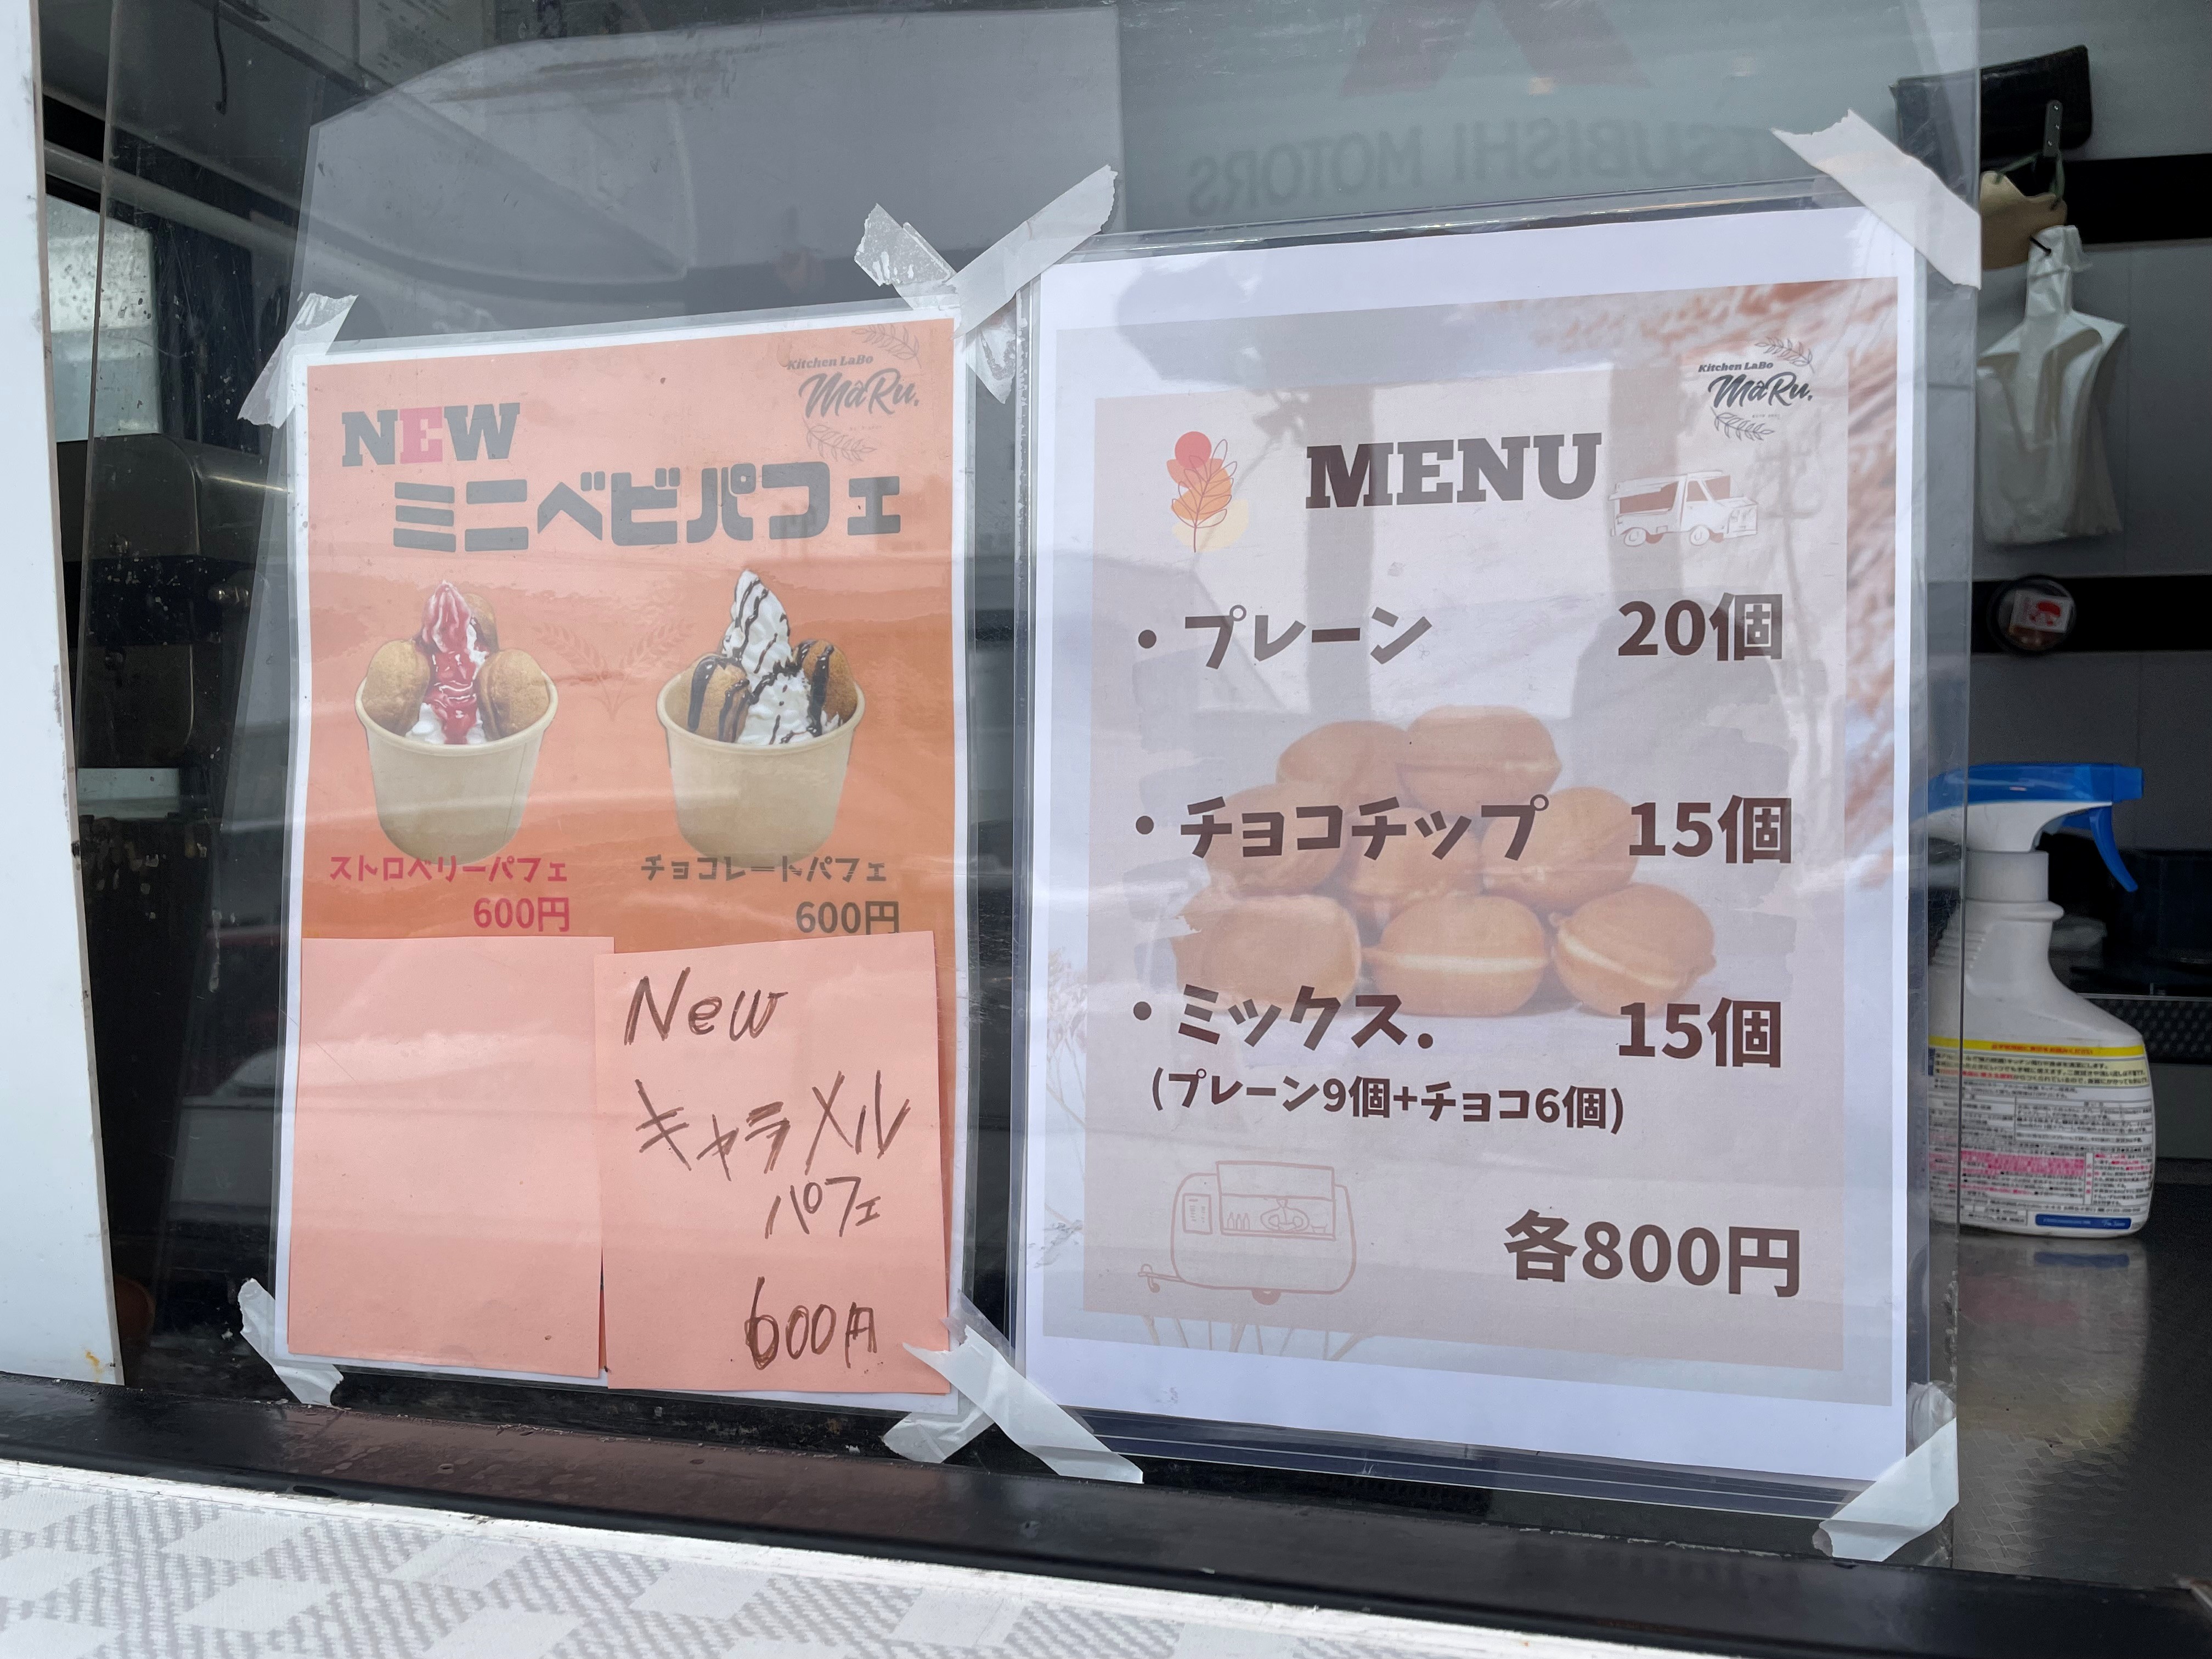 Kitchen LaBo
MaRu.
NEW
ミニベビパフェ
ストロベリーパフェ
600円
チョコレートパフェ
600円
New
キャラメル
パフェ
600円
SUBISHI MOTORS
Kitchen LaBo
MaRu.
MENU
・プレーン 20個
・チョコチップ 15個
・ミックス. 15個
(プレーン9個+チョコ6個)
各800円